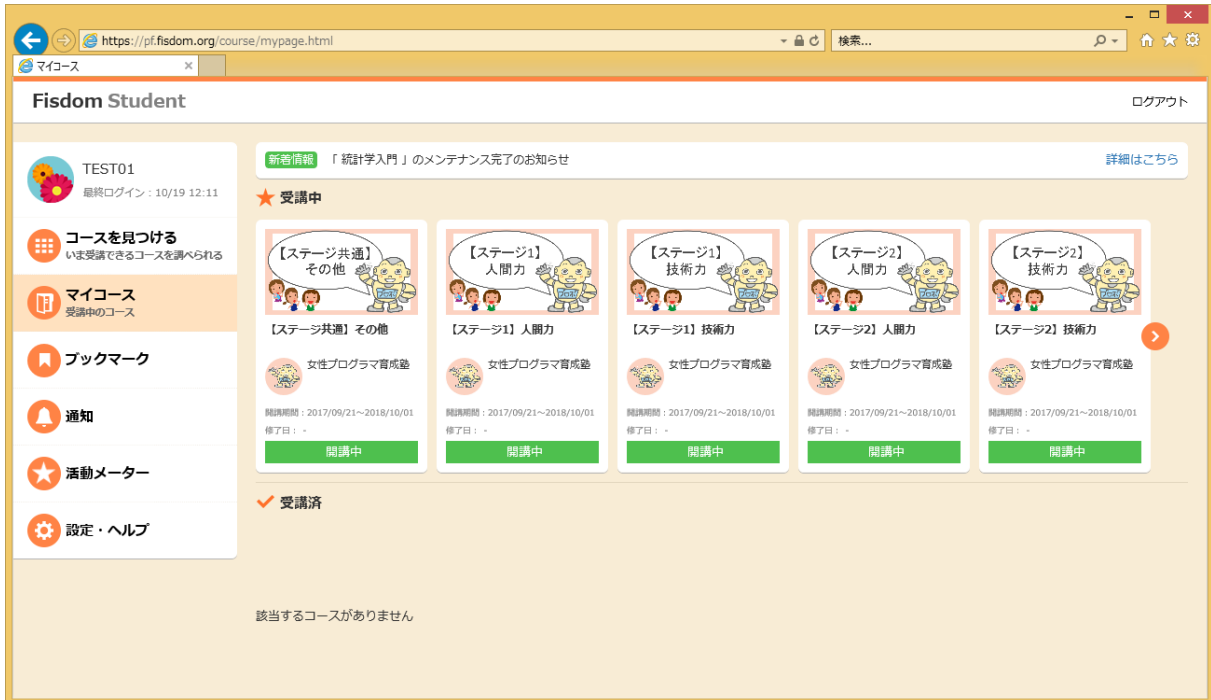 https://pf.fisdom.org/course/mypage.html
検索...
マイコース
Fisdom Student
ログアウト
TEST01
最終ログイン：10/19 12:11
コースを見つける
いま受講できるコースを調べられる
マイコース
受講中のコース
ブックマーク
通知
活動メーター
設定・ヘルプ
新着情報 「 統計学入門 」のメンテナンス完了のお知らせ 詳細はこちら
受講中
【ステージ共通】
その他
【ステージ共通】その他
女性プログラマ育成塾
開講期間：2017/09/21～2018/10/01
修了日： -
開講中
【ステージ1】
人間力
【ステージ1】人間力
女性プログラマ育成塾
開講期間：2017/09/21～2018/10/01
修了日： -
開講中
【ステージ1】
技術力
【ステージ1】技術力
女性プログラマ育成塾
開講期間：2017/09/21～2018/10/01
修了日： -
開講中
【ステージ2】
人間力
【ステージ2】人間力
女性プログラマ育成塾
開講期間：2017/09/21～2018/10/01
修了日： -
開講中
【ステージ2】
技術力
【ステージ2】技術力
女性プログラマ育成塾
開講期間：2017/09/21～2018/10/01
修了日： -
開講中
受講済
該当するコースがありません